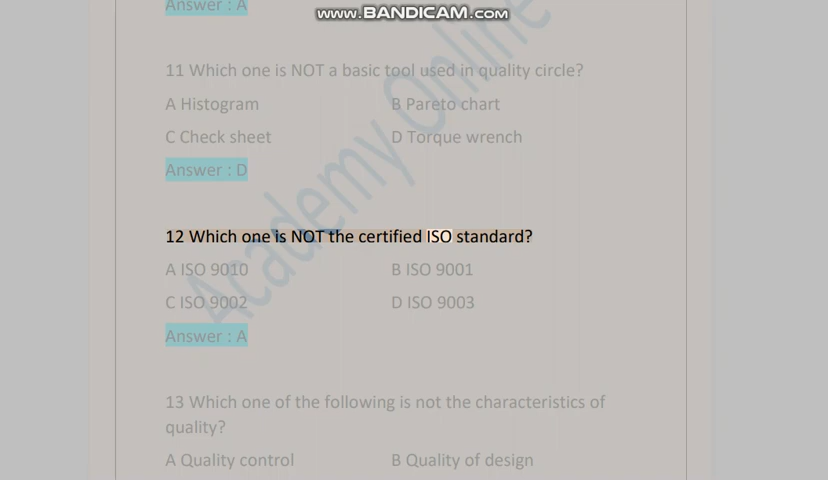 Answer : A
www.BANDICAM.com
11 Which one is NOT a basic tool used in quality circle?
A Histogram B Pareto chart
C Check sheet D Torque wrench
Answer : D
12 Which one is NOT the certified ISO standard?
A ISO 9010 B ISO 9001
C ISO 9002 D ISO 9003
Answer : A
13 Which one of the following is not the characteristics of
quality?
A Quality control B Quality of design
Academy Online